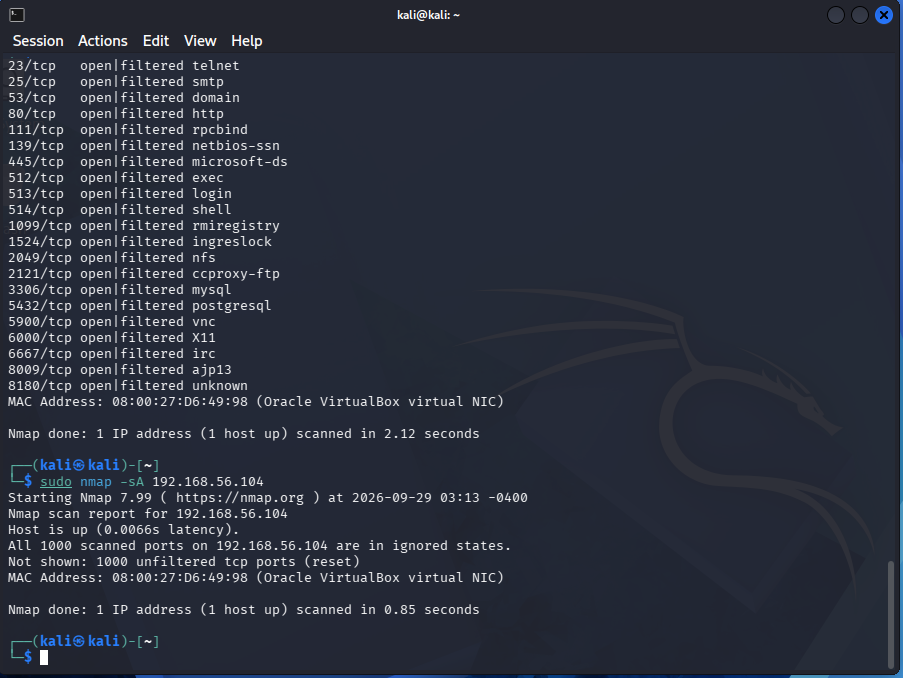 kali@kali: ~
Session Actions Edit View Help
23/tcp   open|filtered telnet
25/tcp   open|filtered smtp
53/tcp   open|filtered domain
80/tcp   open|filtered http
111/tcp  open|filtered rpcbind
139/tcp  open|filtered netbios-ssn
445/tcp  open|filtered microsoft-ds
512/tcp  open|filtered exec
513/tcp  open|filtered login
514/tcp  open|filtered shell
1099/tcp open|filtered rmiregistry
1524/tcp open|filtered ingreslock
2049/tcp open|filtered nfs
2121/tcp open|filtered ccproxy-ftp
3306/tcp open|filtered mysql
5432/tcp open|filtered postgresql
5900/tcp open|filtered vnc
6000/tcp open|filtered X11
6667/tcp open|filtered irc
8009/tcp open|filtered ajp13
8180/tcp open|filtered unknown
MAC Address: 08:00:27:D6:49:98 (Oracle VirtualBox virtual NIC)
Nmap done: 1 IP address (1 host up) scanned in 2.12 seconds
┌──(kali㉿kali)-[~]
└─$ sudo nmap -sA 192.168.56.104
Starting Nmap 7.99 ( https://nmap.org ) at 2026-09-29 03:13 -0400
Nmap scan report for 192.168.56.104
Host is up (0.0066s latency).
All 1000 scanned ports on 192.168.56.104 are in ignored states.
Not shown: 1000 unfiltered tcp ports (reset)
MAC Address: 08:00:27:D6:49:98 (Oracle VirtualBox virtual NIC)
Nmap done: 1 IP address (1 host up) scanned in 0.85 seconds
┌──(kali㉿kali)-[~]
└─$